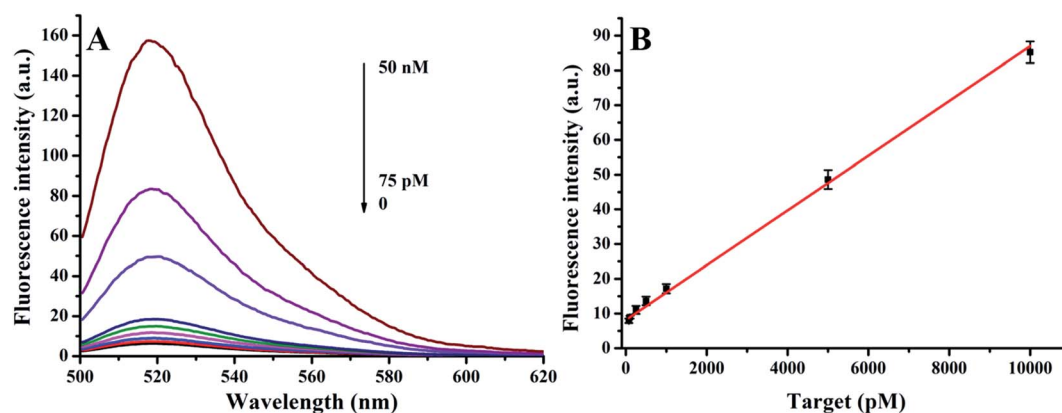 A
160
140
120
100
80
60
40
20
0
Fluorescence intensity (a.u.)
50 nM
75 pM
0
500 520 540 560 580 600 620
Wavelength (nm)
B
90
80
70
60
50
40
30
20
10
0
Fluorescence intensity (a.u.)
0 2000 4000 6000 8000 10000
Target (pM)